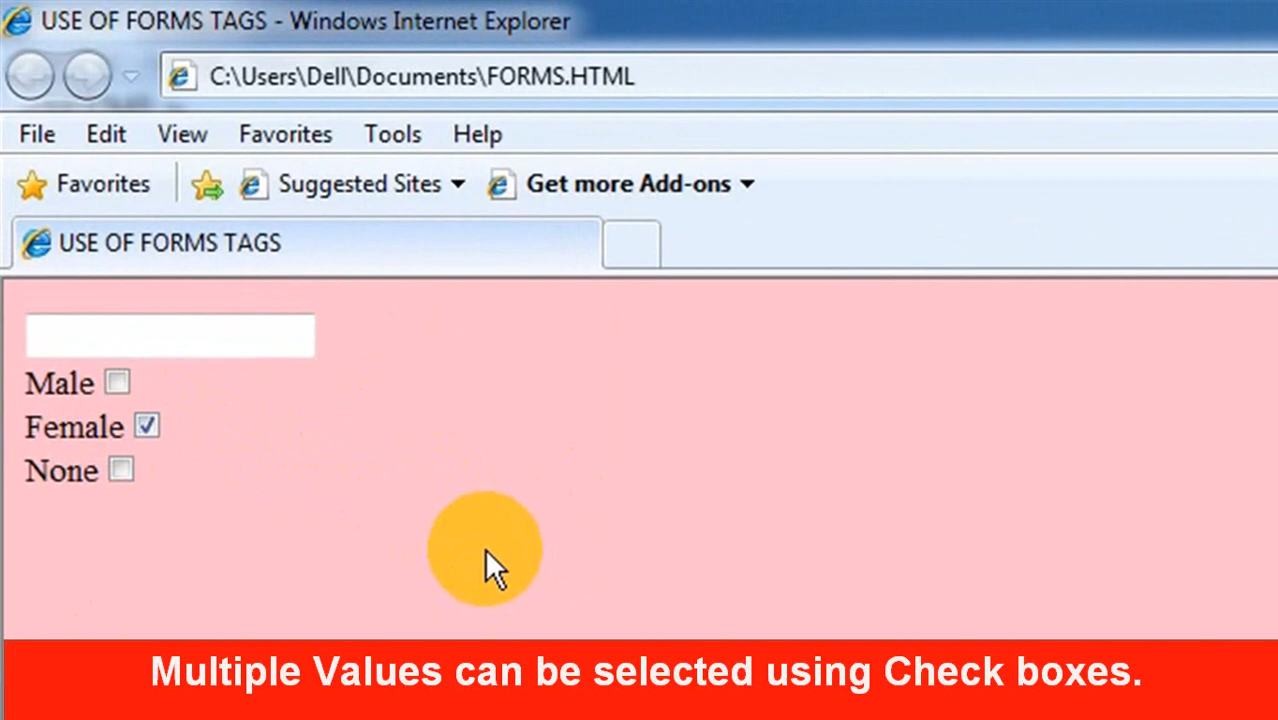 USE OF FORMS TAGS - Windows Internet Explorer
C:\Users\Dell\Documents\FORMS.HTML
File Edit View Favorites Tools Help
Favorites Suggested Sites Get more Add-ons
USE OF FORMS TAGS
Male
Female
None
Multiple Values can be selected using Check boxes.